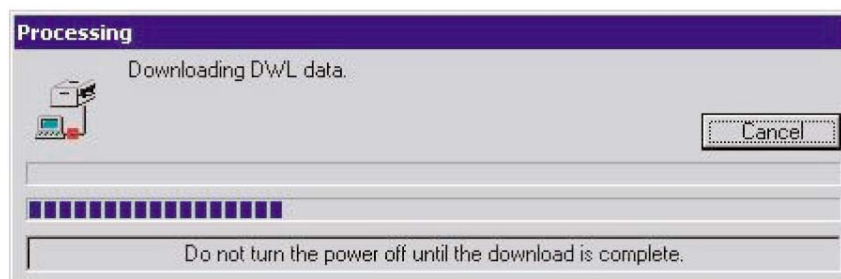 Processing
Downloading DWL data.
Cancel
Do not turn the power off until the download is complete.